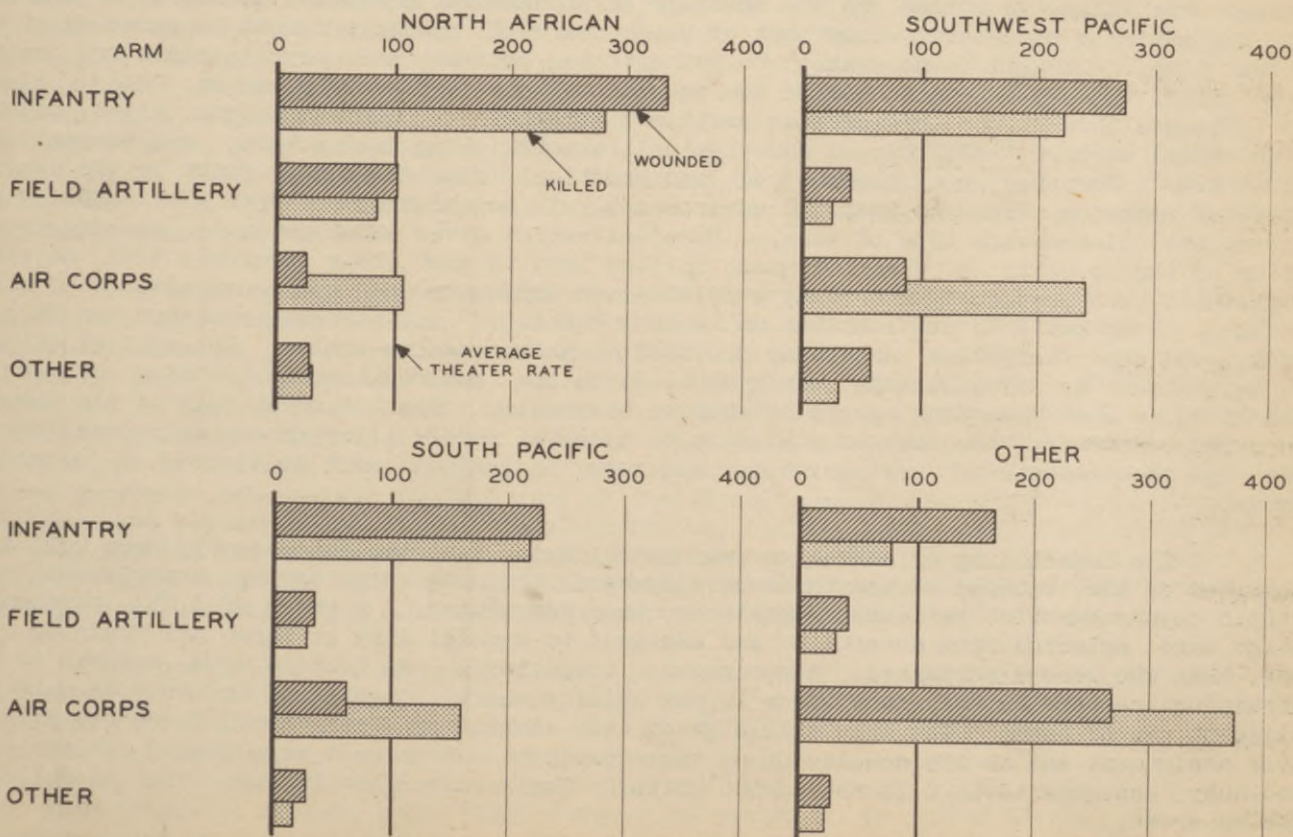 NORTH AFRICAN
ARM 0 100 200 300 400
INFANTRY
WOUNDED
KILLED
FIELD ARTILLERY
AIR CORPS
AVERAGE
THEATER RATE
OTHER
SOUTHWEST PACIFIC
0 100 200 300 400
SOUTH PACIFIC
0 100 200 300 400
INFANTRY
FIELD ARTILLERY
AIR CORPS
OTHER
OTHER
0 100 200 300 400